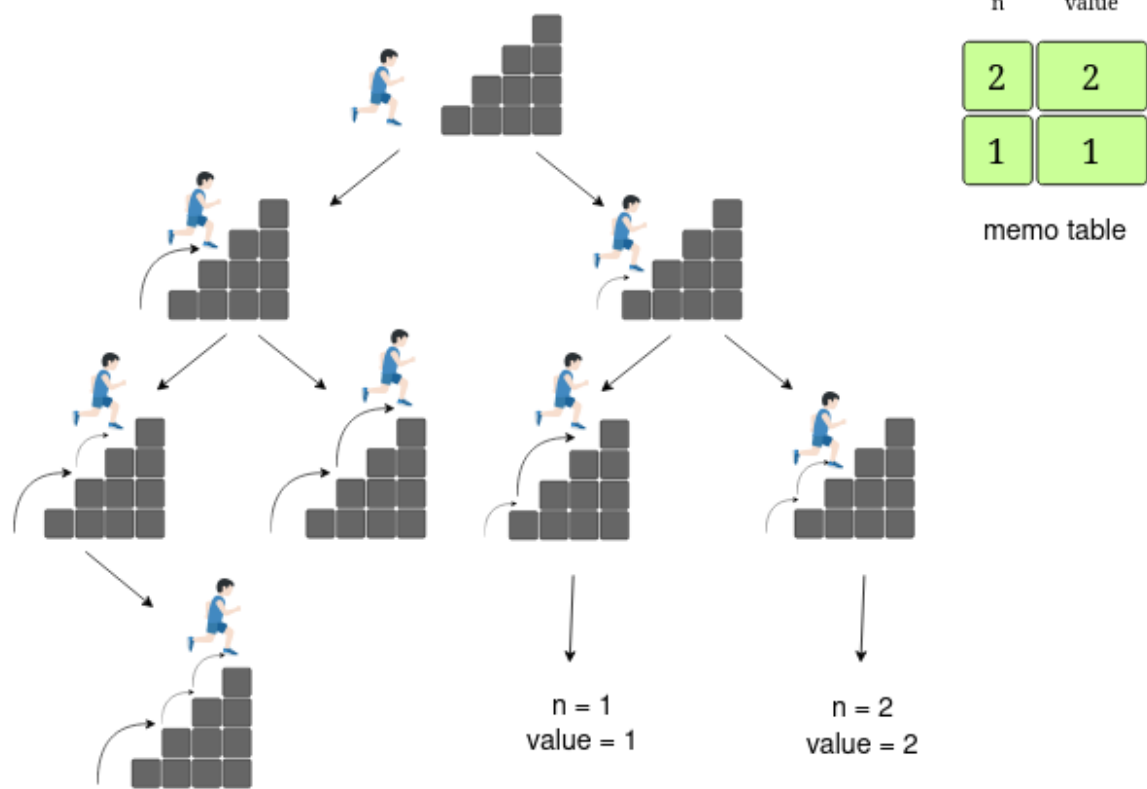 n value
2 2
1 1
memo table
n = 1
value = 1
n = 2
value = 2